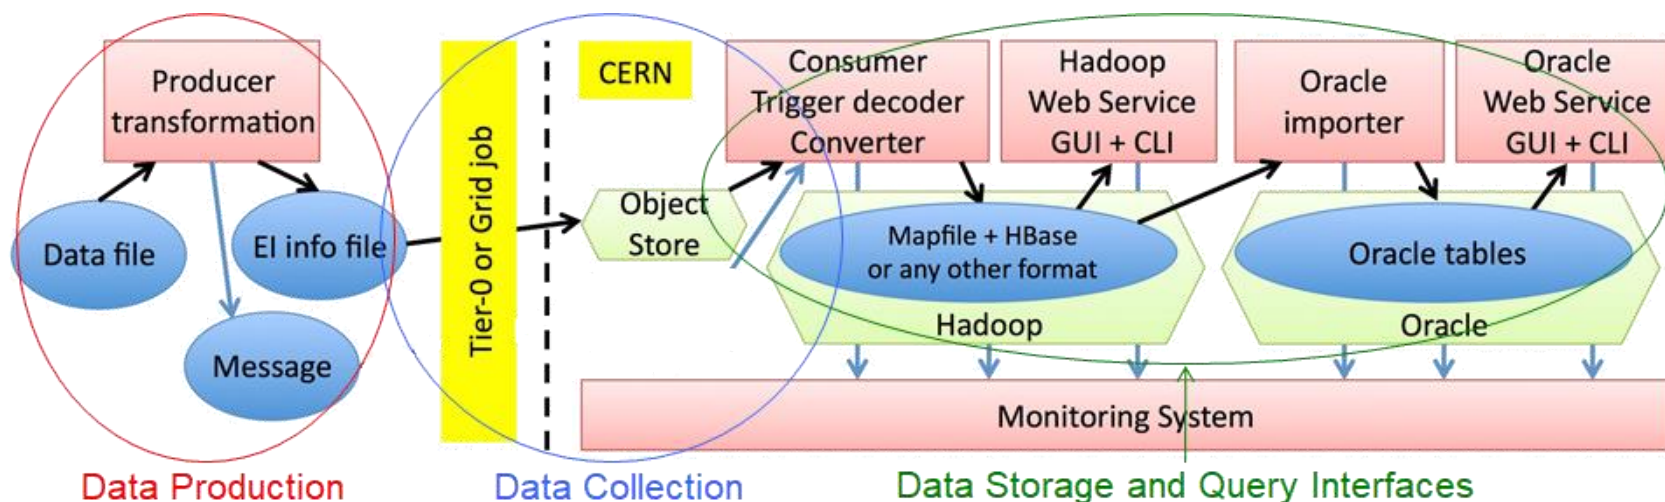 Producer
transformation
Data file
EI info file
Message
Tier-0 or Grid job
CERN
Object
Store
Consumer
Trigger decoder
Converter
Hadoop
Web Service
GUI + CLI
Oracle
importer
Oracle
Web Service
GUI + CLI
Mapfile + HBase
or any other format
Hadoop
Oracle tables
Oracle
Monitoring System
Data Production
Data Collection
Data Storage and Query Interfaces